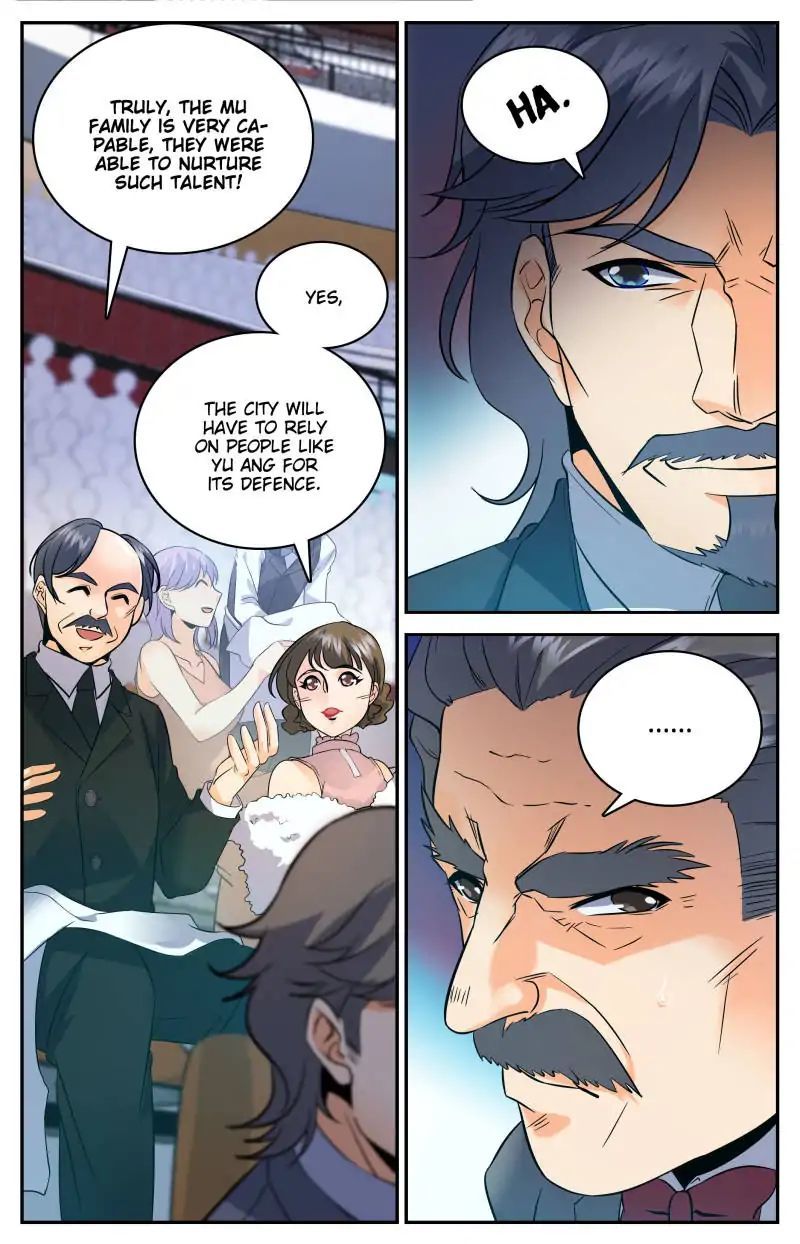 TRULY, THE MU
FAMILY IS VERY CA-
PABLE, THEY WERE
ABLE TO NURTURE
SUCH TALENT!
YES,
THE CITY WILL
HAVE TO RELY
ON PEOPLE LIKE
YU ANG FOR
ITS DEFENCE.
HA.
......